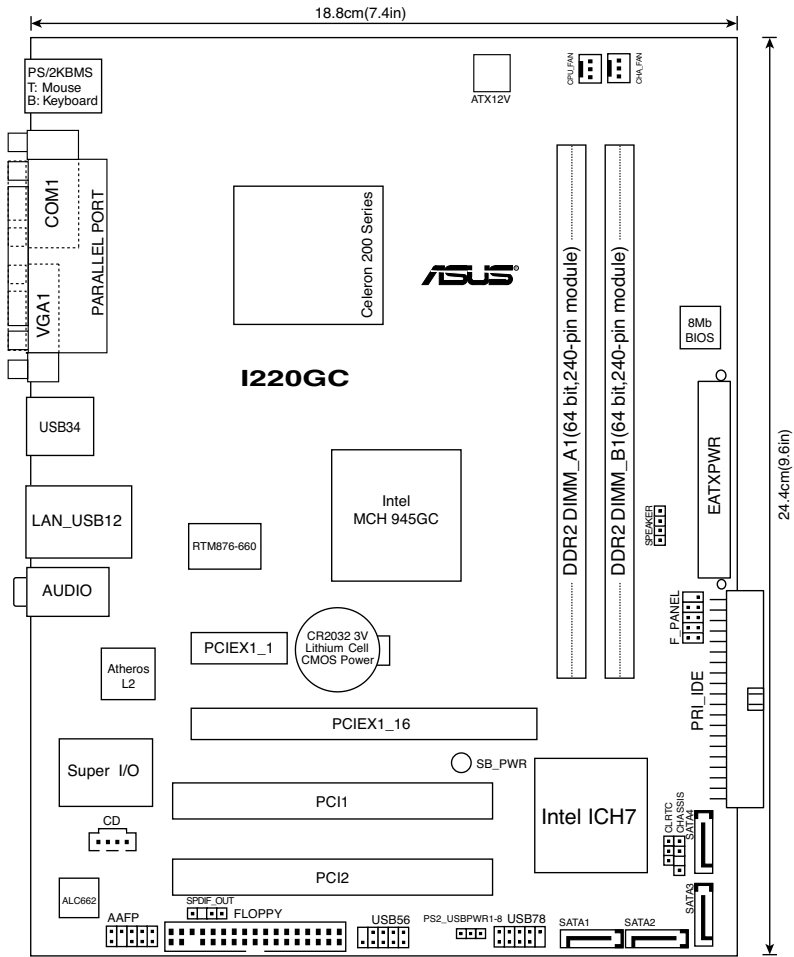 18.8cm(7.4in)
PS/2KBMS
T: Mouse
B: Keyboard
ATX12V
CPU_FAN
CHA_FAN
COM1
PARALLEL PORT
VGA1
Celeron 200 Series
ASUS
I220GC
DDR2 DIMM_A1(64 bit,240-pin module)
DDR2 DIMM_B1(64 bit,240-pin module)
8Mb
BIOS
24.4cm(9.6in)
USB34
EATXPWR
LAN_USB12
Intel
MCH 945GC
RTM876-660
SPEAKER
AUDIO
F_PANEL
PCIEX1_1
CR2032 3V
Lithium Cell
CMOS Power
Atheros
L2
PRI_IDE
PCIEX1_16
SB_PWR
Super I/O
PCI1
Intel ICH7
CLRTC
CHASSIS
SATA4
CD
PCI2
ALC662
SATA3
AAFP
SPDIF_OUT
FLOPPY
USB56
PS2_USBPWR1-8
USB78
SATA1
SATA2